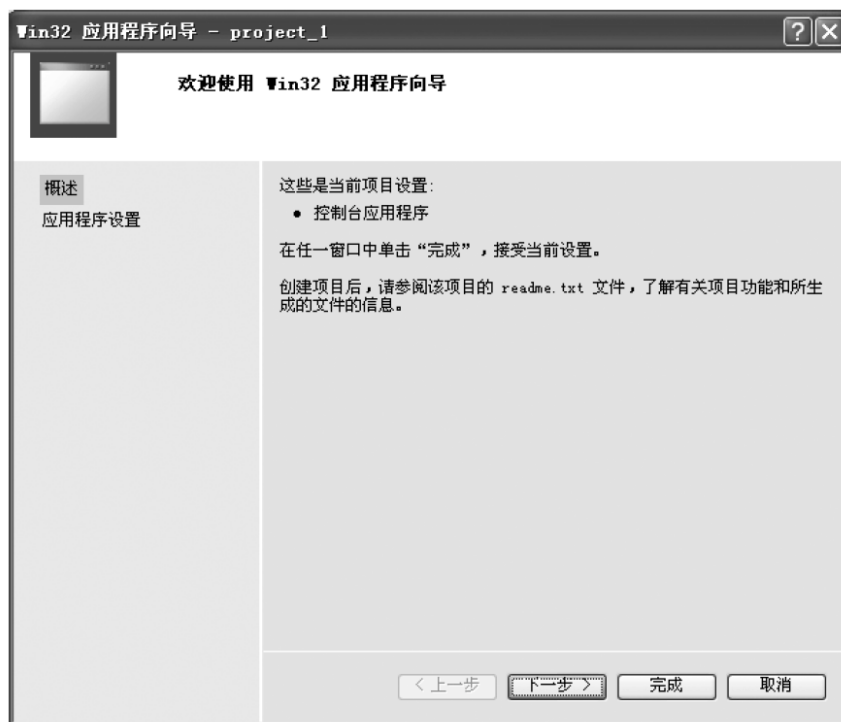 Win32 应用程序向导 - project_1
欢迎使用 Win32 应用程序向导
概述
应用程序设置
这些是当前项目设置:
• 控制台应用程序
在任一窗口中单击“完成”，接受当前设置。
创建项目后，请参阅该项目的 readme.txt 文件，了解有关项目功能和所生
成的文件的信息。
< 上一步
下一步 >
完成
取消